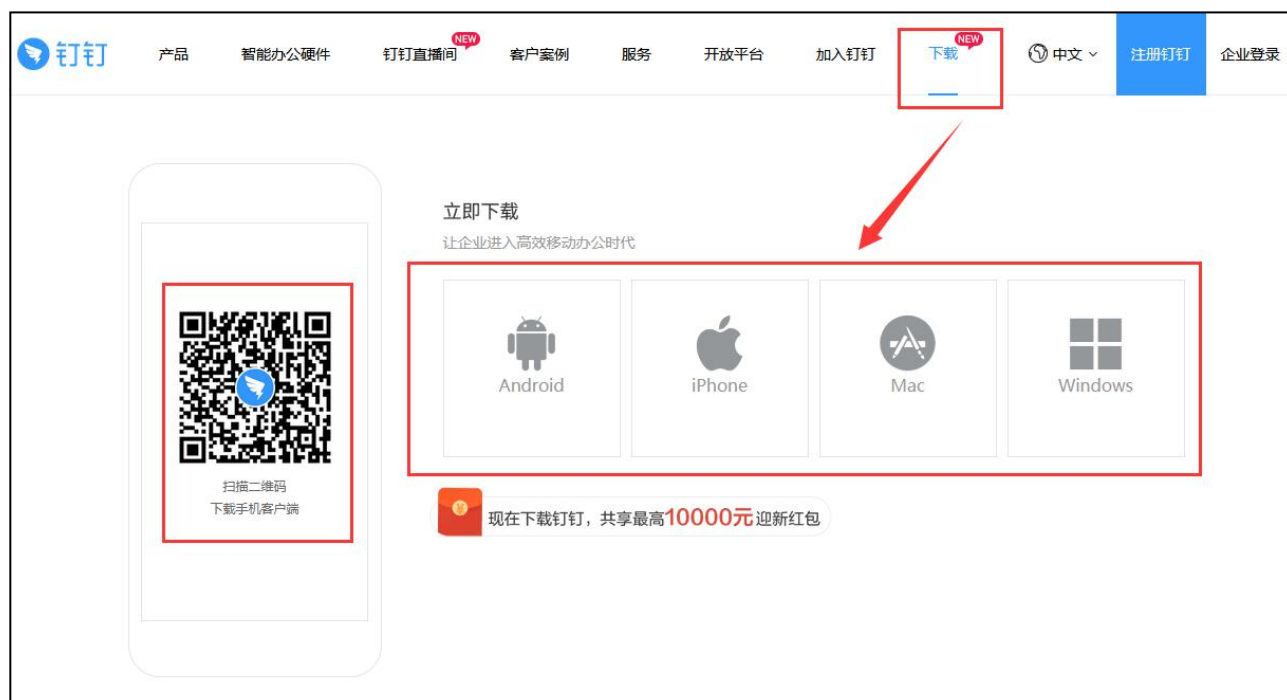 钉钉 产品 智能办公硬件 钉钉直播间 NEW 客户案例 服务 开放平台 加入钉钉 下载 NEW 中文 注册钉钉 企业登录
立即下载
让企业进入高效移动办公时代
Android iPhone Mac Windows
扫描二维码
下载手机客户端
现在下载钉钉，共享最高10000元迎新红包